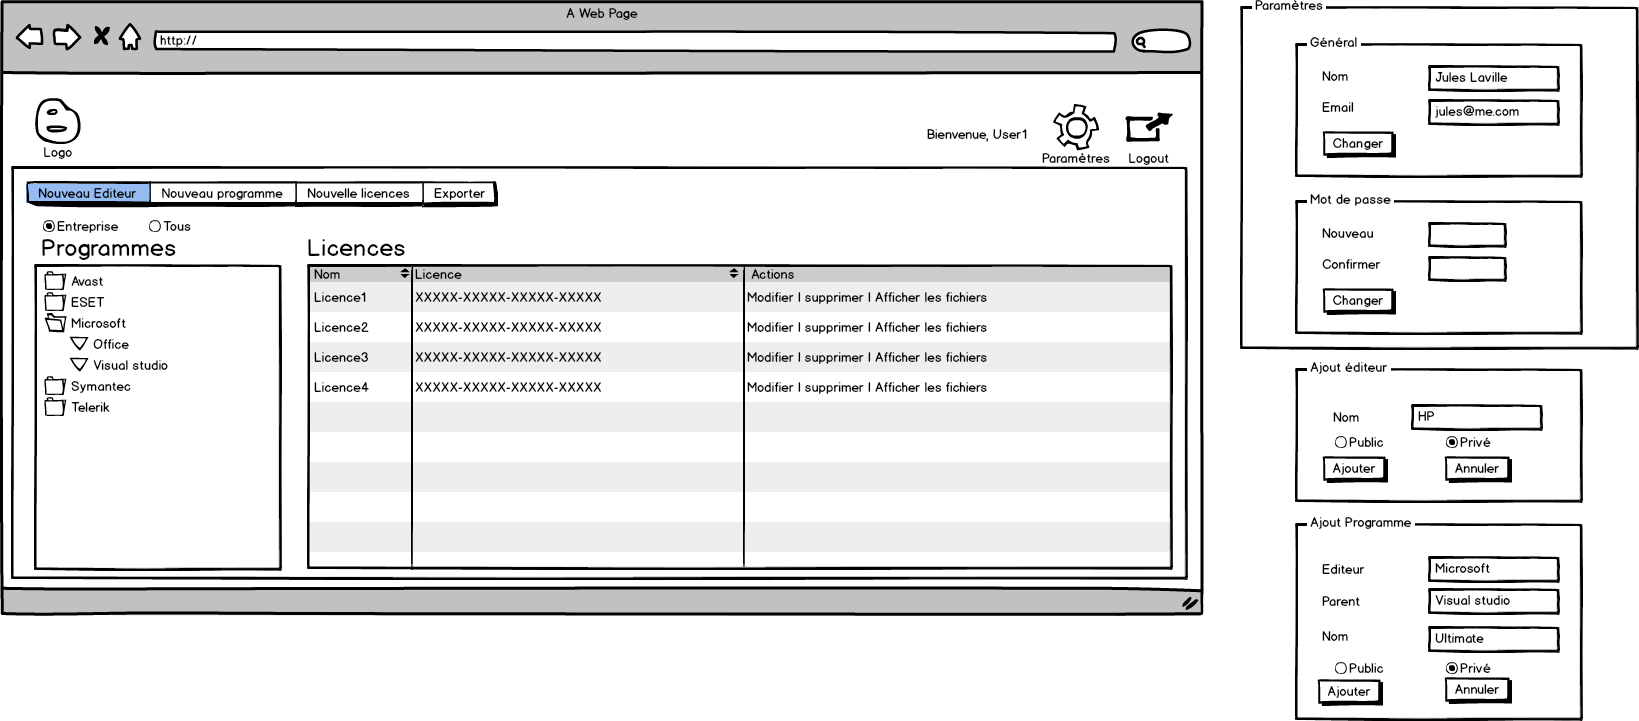 A Web Page
http://
Logo
Bienvenue, User1
Paramètres
Logout
Nouveau Editeur
Nouveau programme
Nouvelle licences
Exporter
Entreprise
Tous
Programmes
Avast
ESET
Microsoft
Office
Visual studio
Symantec
Telerik
Licences
Nom Licence Actions
Licence1 XXXXX-XXXXX-XXXXX-XXXXX Modifier | supprimer | Afficher les fichiers
Licence2 XXXXX-XXXXX-XXXXX-XXXXX Modifier | supprimer | Afficher les fichiers
Licence3 XXXXX-XXXXX-XXXXX-XXXXX Modifier | supprimer | Afficher les fichiers
Licence4 XXXXX-XXXXX-XXXXX-XXXXX Modifier | supprimer | Afficher les fichiers
Paramètres
Général
Nom Jules Laville
Email jules@me.com
Changer
Mot de passe
Nouveau
Confirmer
Changer
Ajout éditeur
Nom HP
Public Privé
Ajouter Annuler
Ajout Programme
Editeur Microsoft
Parent Visual studio
Nom Ultimate
Public Privé
Ajouter Annuler